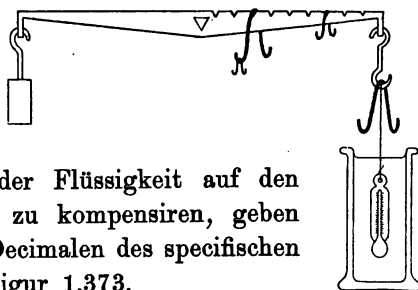 der Flüssigkeit auf den
zu kompensiren, geben
Decimalen des specifischen
igur 1,373.